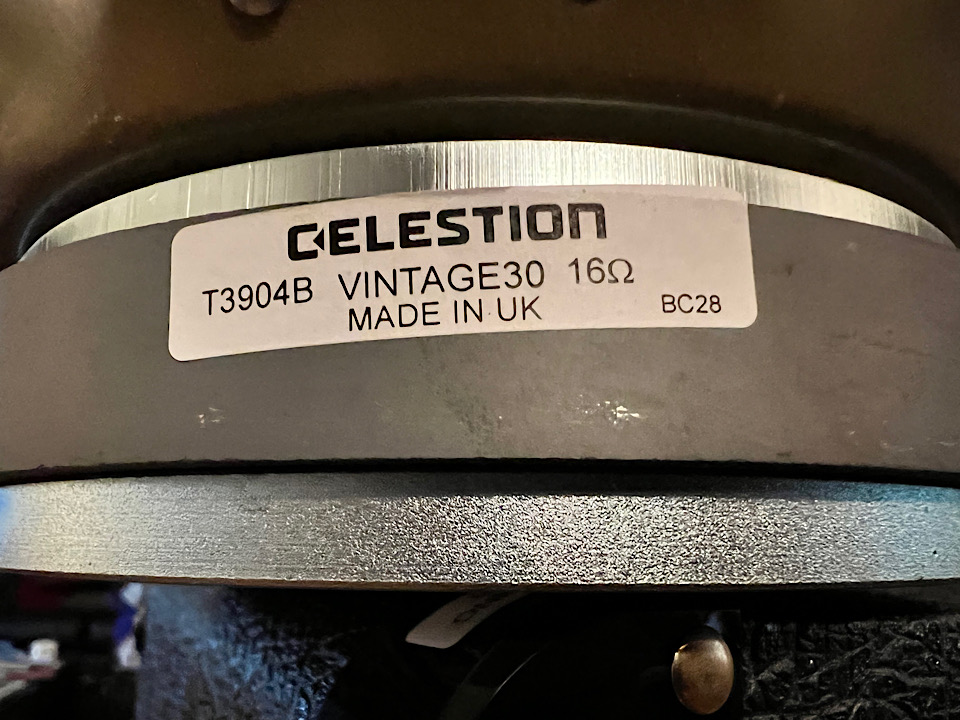 CELESTION
T3904B VINTAGE30 16Ω
MADE IN UK BC28